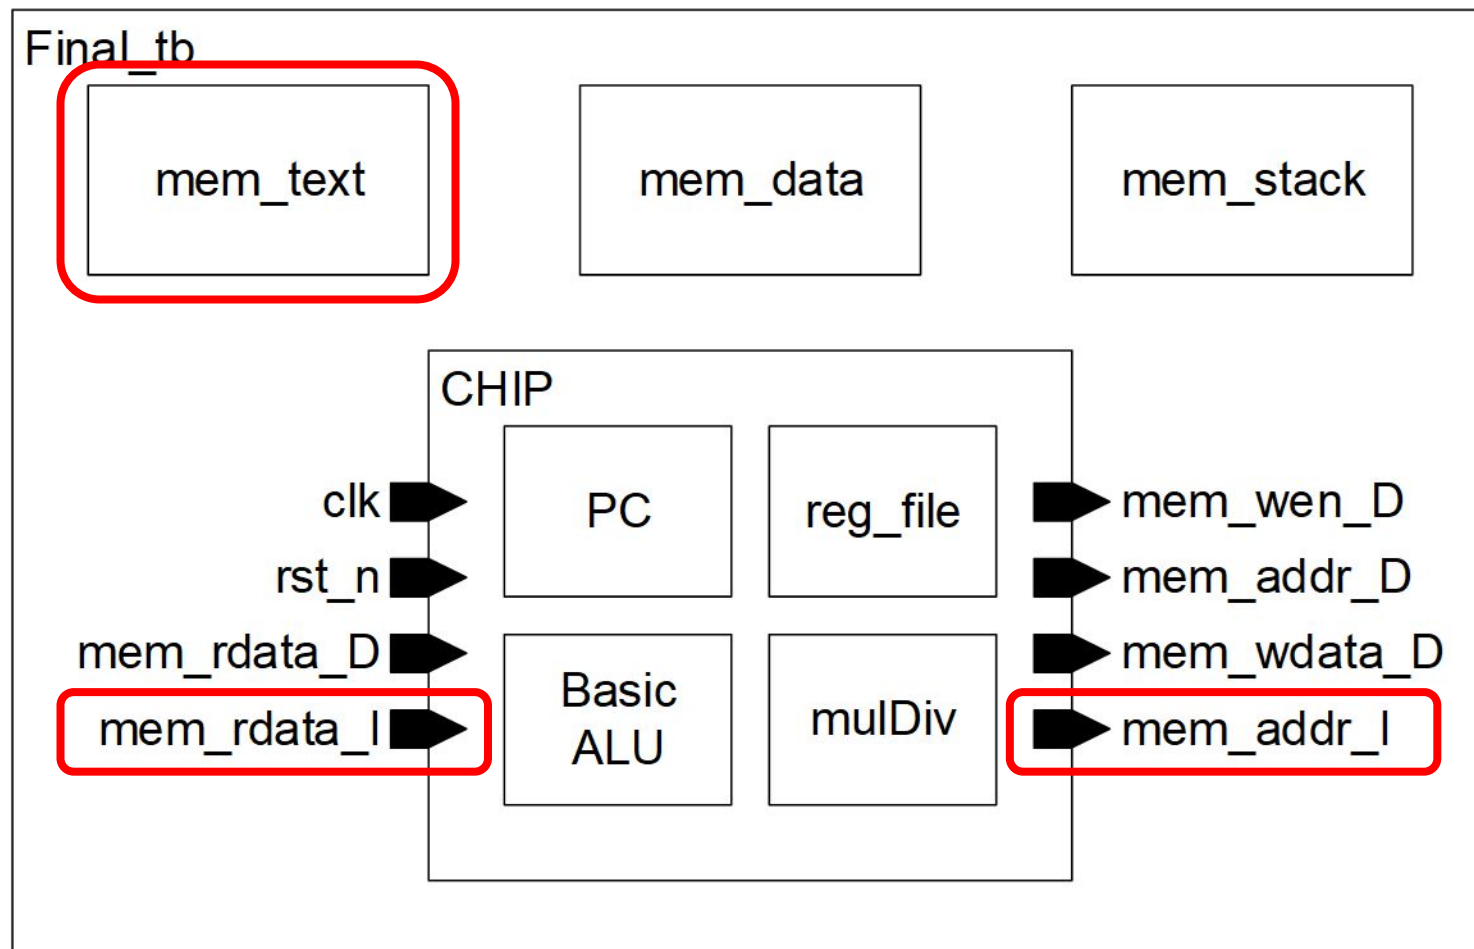 Final_tb
mem_text
mem_data
mem_stack
CHIP
PC
reg_file
Basic
ALU
mulDiv
clk
rst_n
mem_rdata_D
mem_rdata_I
mem_wen_D
mem_addr_D
mem_wdata_D
mem_addr_I